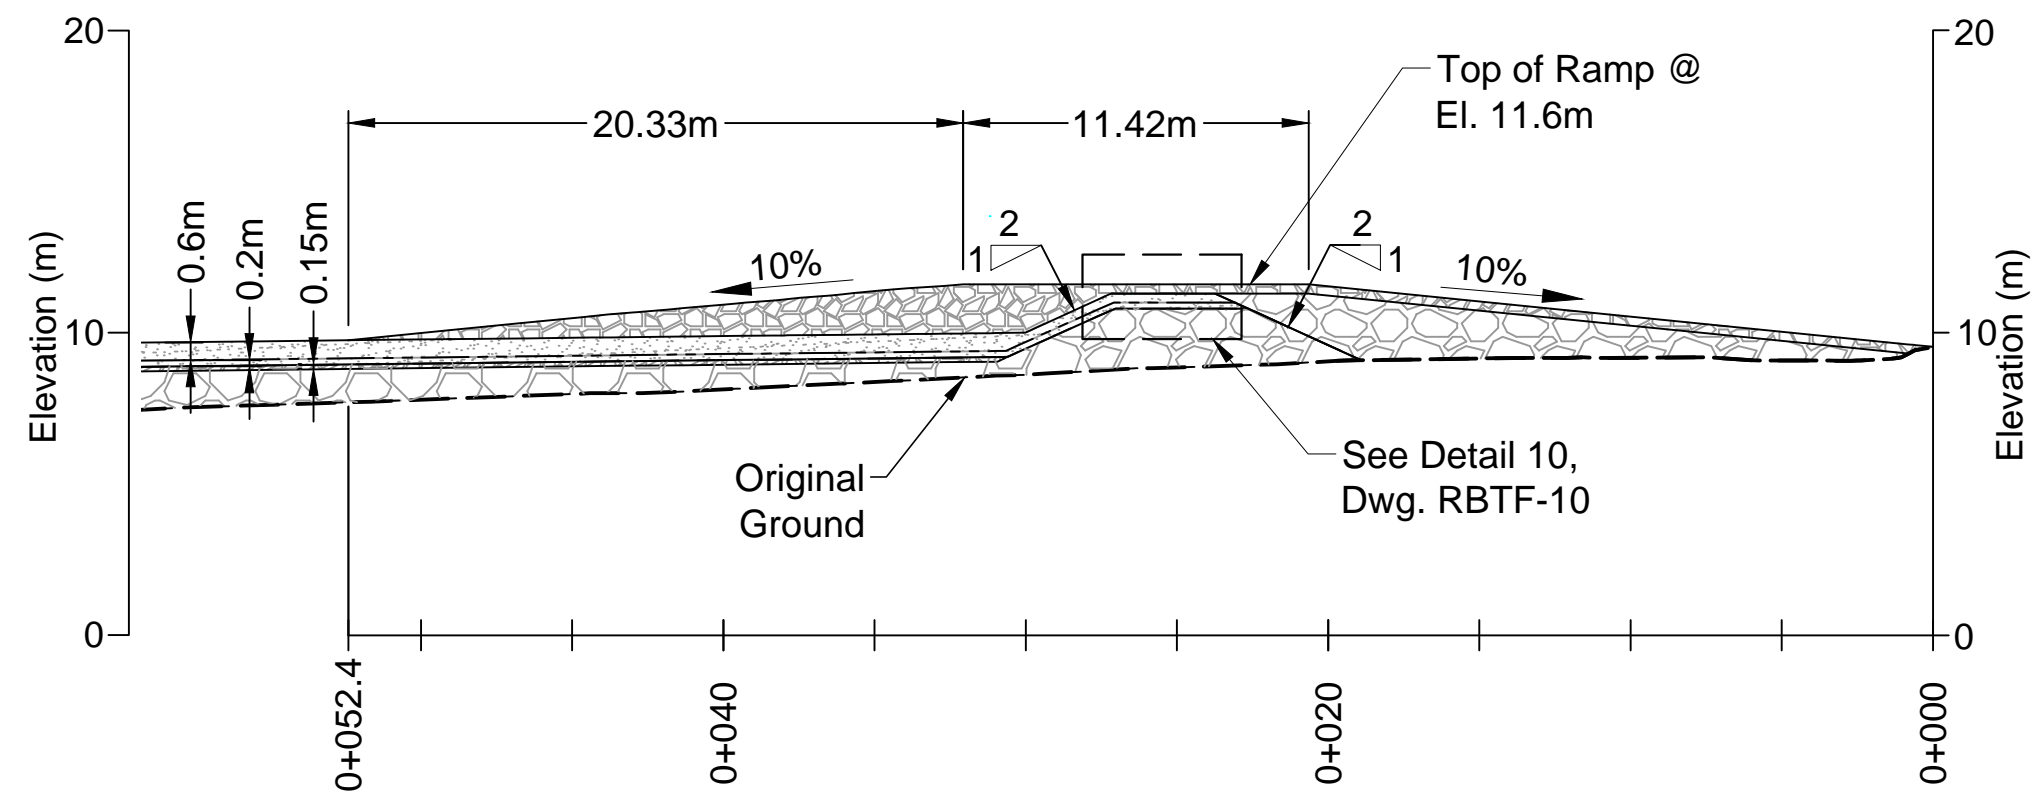 20
20
Top of Ramp @
El. 11.6m
20.33m
11.42m
0.6m
0.2m
0.15m
2
1
2
1
10%
10%
Elevation (m)
10
10
Elevation (m)
See Detail 10,
Dwg. RBTF-10
Original
Ground
0
0
0+052.4
0+040
0+020
0+000